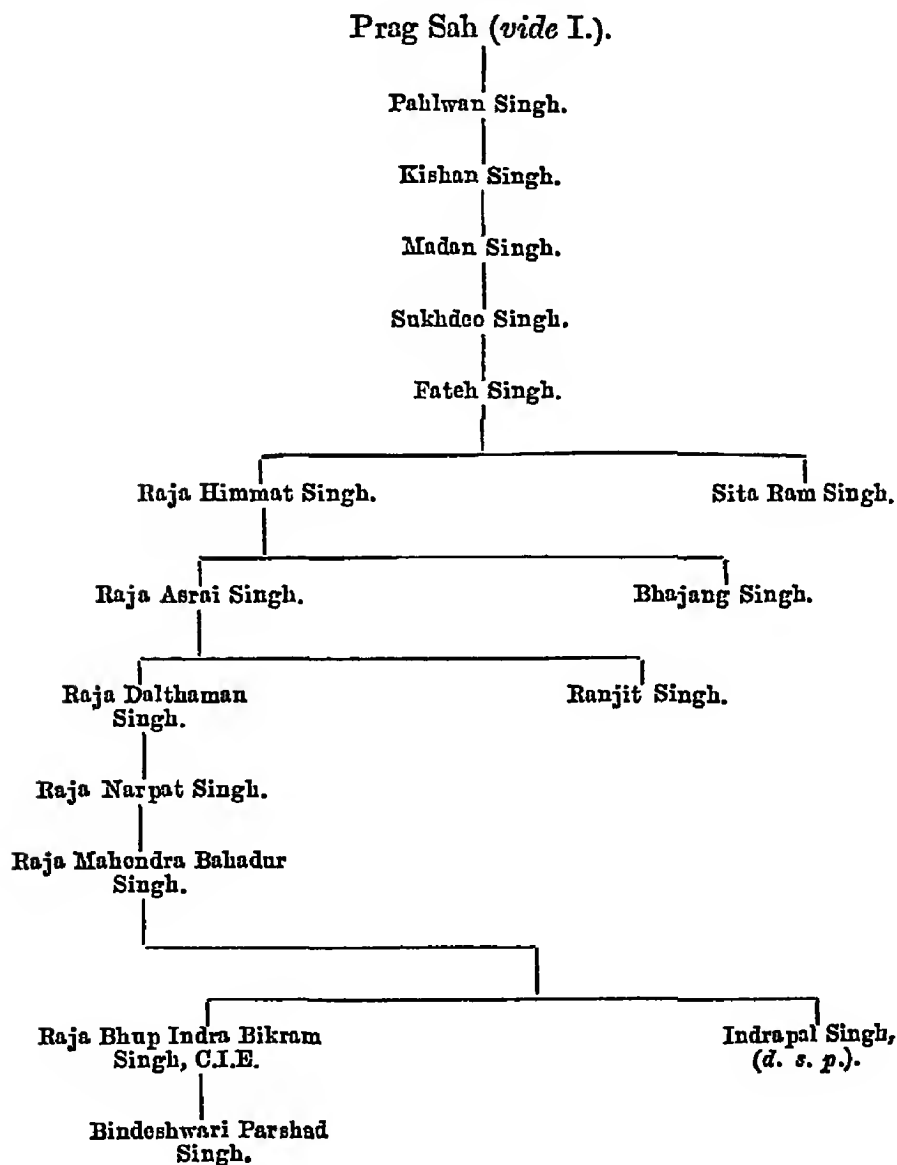 Prag Sah (vide I.).
Pahlwan Singh.
Kishan Singh.
Madan Singh.
Sukhdeo Singh.
Fateh Singh.
Raja Himmat Singh. Sita Ram Singh.
Raja Asrai Singh. Bhajang Singh.
Raja Dalthaman Ranjit Singh.
Singh.
Raja Narpat Singh.
Raja Mahendra Bahadur
Singh.
Raja Bhup Indra Bikram Indrapal Singh,
Singh, C.I.E. (d. s. p.).
Bindeshwari Parshad
Singh.